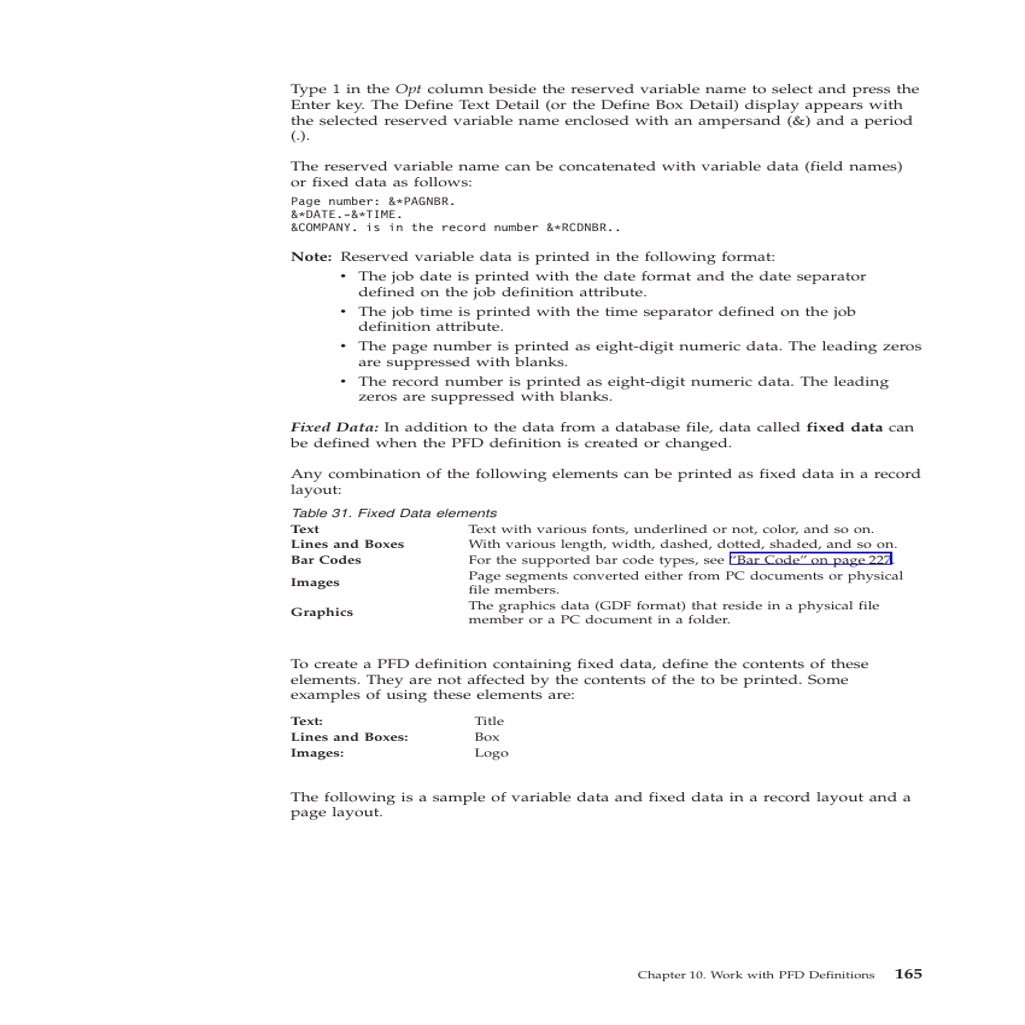 Type 1 in the Opt column beside the reserved variable name to select and press the
Enter key. The Define Text Detail (or the Define Box Detail) display appears with
the selected reserved variable name enclosed with an ampersand (&) and a period
(.).
The reserved variable name can be concatenated with variable data (field names)
or fixed data as follows:
Page number: &*PAGNBR.
&*DATE.-&*TIME.
&COMPANY. is in the record number &*RCDNBR..
Note: Reserved variable data is printed in the following format:
• The job date is printed with the date format and the date separator
defined on the job definition attribute.
• The job time is printed with the time separator defined on the job
definition attribute.
• The page number is printed as eight-digit numeric data. The leading zeros
are suppressed with blanks.
• The record number is printed as eight-digit numeric data. The leading
zeros are suppressed with blanks.
Fixed Data: In addition to the data from a database file, data called fixed data can
be defined when the PFD definition is created or changed.
Any combination of the following elements can be printed as fixed data in a record
layout:
Table 31. Fixed Data elements
Text Text with various fonts, underlined or not, color, and so on.
Lines and Boxes With various length, width, dashed, dotted, shaded, and so on.
Bar Codes For the supported bar code types, see “Bar Code” on page 227.
Images Page segments converted either from PC documents or physical
file members.
Graphics The graphics data (GDF format) that reside in a physical file
member or a PC document in a folder.
To create a PFD definition containing fixed data, define the contents of these
elements. They are not affected by the contents of the to be printed. Some
examples of using these elements are:
Text: Title
Lines and Boxes: Box
Images: Logo
The following is a sample of variable data and fixed data in a record layout and a
page layout.
Chapter 10. Work with PFD Definitions 165